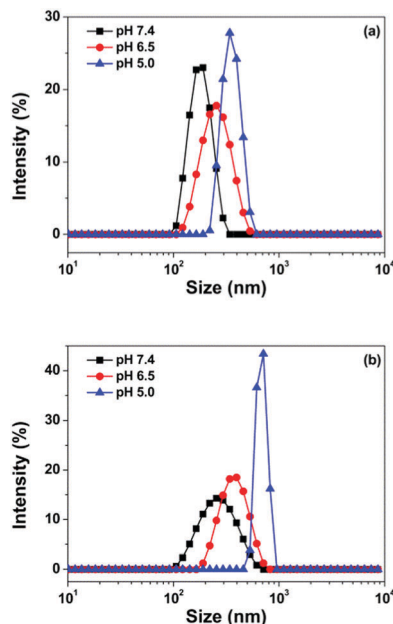 (a)
pH 7.4
pH 6.5
pH 5.0
30
20
10
0
Intensity (%)
10¹ 10² 10³ 10⁴
Size (nm)
(b)
pH 7.4
pH 6.5
pH 5.0
40
30
20
10
0
Intensity (%)
10¹ 10² 10³ 10⁴
Size (nm)